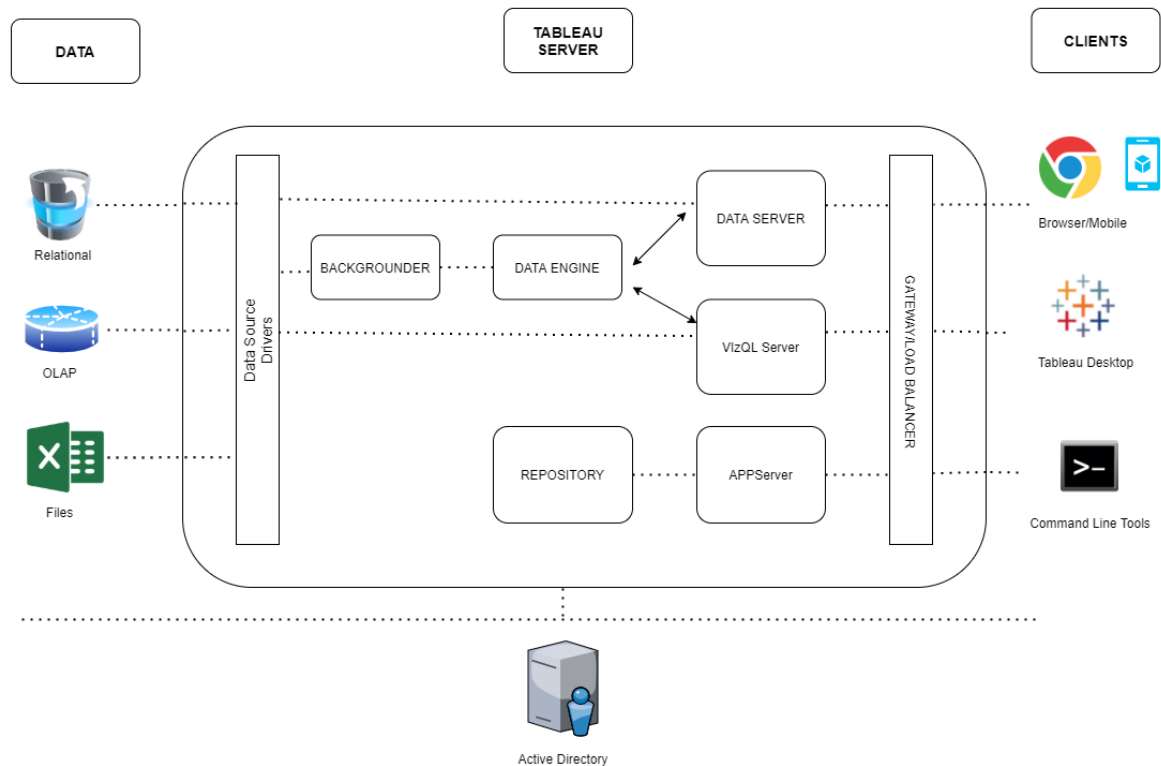 DATA
TABLEAU
SERVER
CLIENTS
Relational
OLAP
Files
Data Source
Drivers
BACKGROUNDER
DATA ENGINE
DATA SERVER
VIzQL Server
REPOSITORY
APPServer
GATEWAY/LOAD BALANCER
Browser/Mobile
Tableau Desktop
Command Line Tools
Active Directory